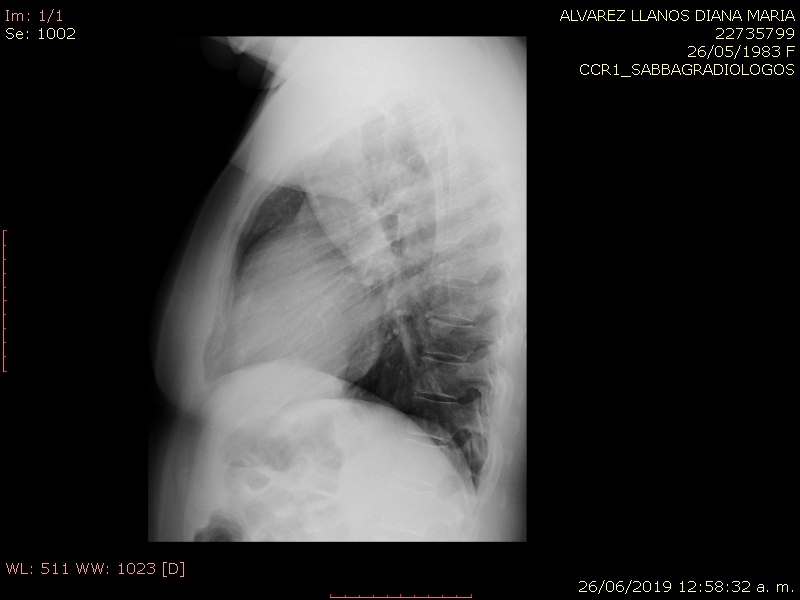 Im: 1/1
Se: 1002
ALVAREZ LLANOS DIANA MARIA
22735799
26/05/1983 F
CCR1_SABBAGRADIOLOGOS
WL: 511 WW: 1023 [D]
26/06/2019 12:58:32 a. m.